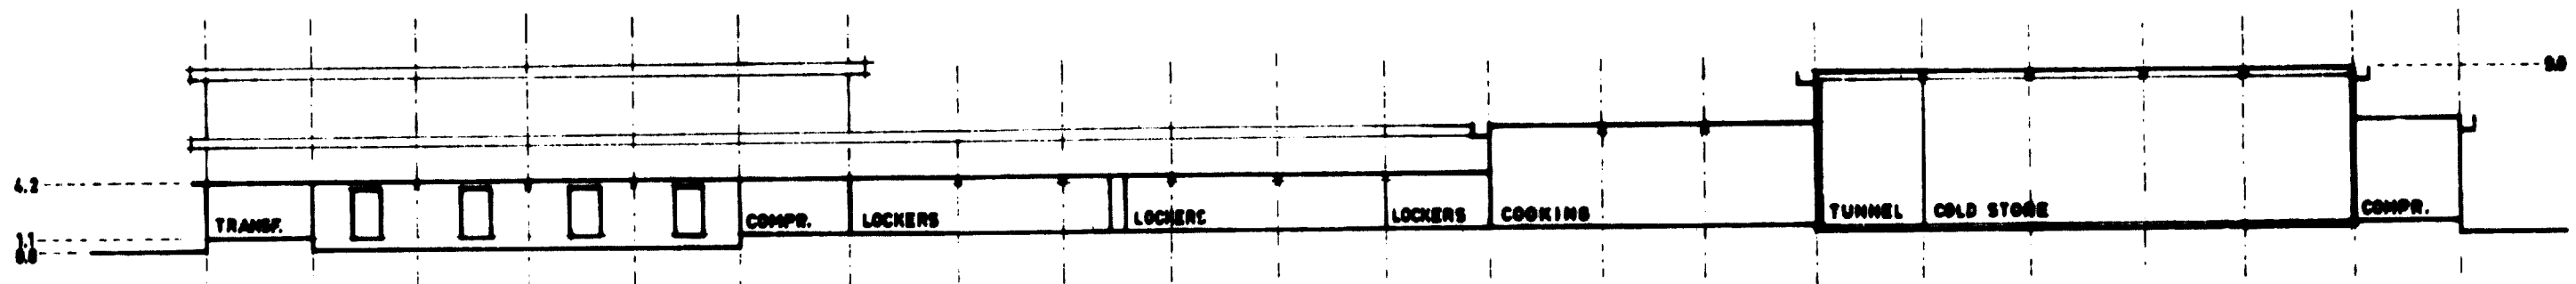 9.0
4.2
TRANSF.
COMPR.
LOCKERS
LOCKERS
LOCKERS
COOKING
TUNNEL
COLD STORE
COMPR.
1.1
0.0